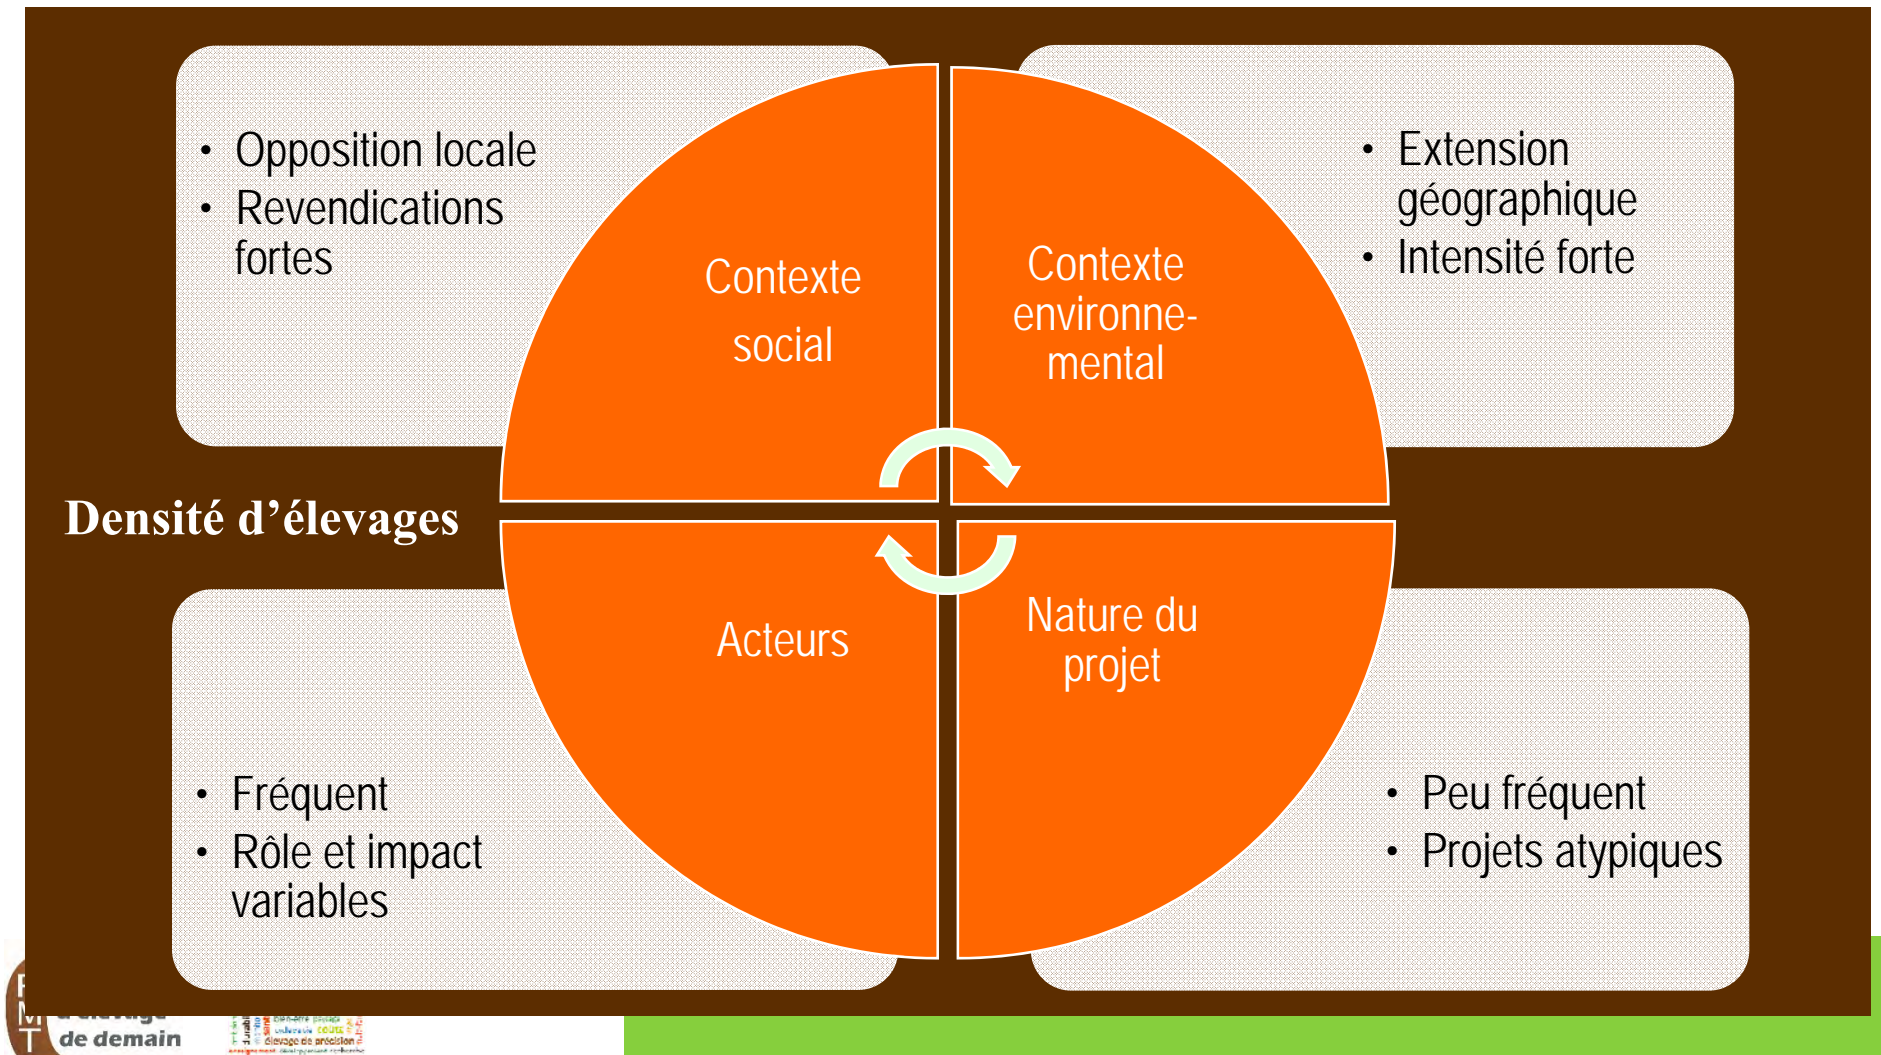 • Opposition locale
• Revendications
fortes
Contexte
social
Contexte
environne-
mental
• Extension
géographique
• Intensité forte
Densité d’élevages
Acteurs
• Fréquent
• Rôle et impact
variables
Nature du
projet
• Peu fréquent
• Projets atypiques
M
T
de demain
élevage de précision